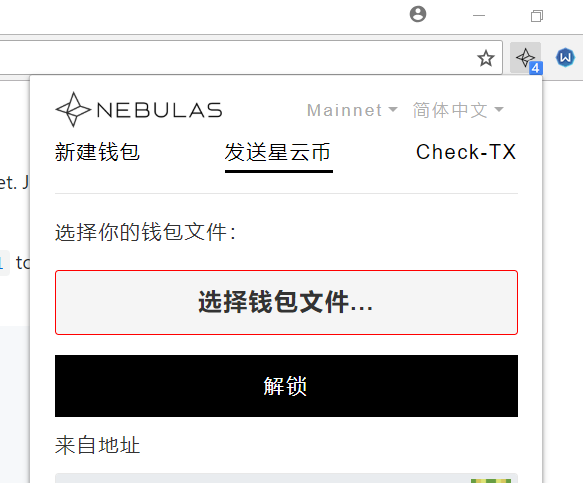 4
NEBULAS
Mainnet 简体中文
新建钱包 发送星云币 Check-TX
et. J
选择你的钱包文件：
to
选择钱包文件...
解锁
来自地址